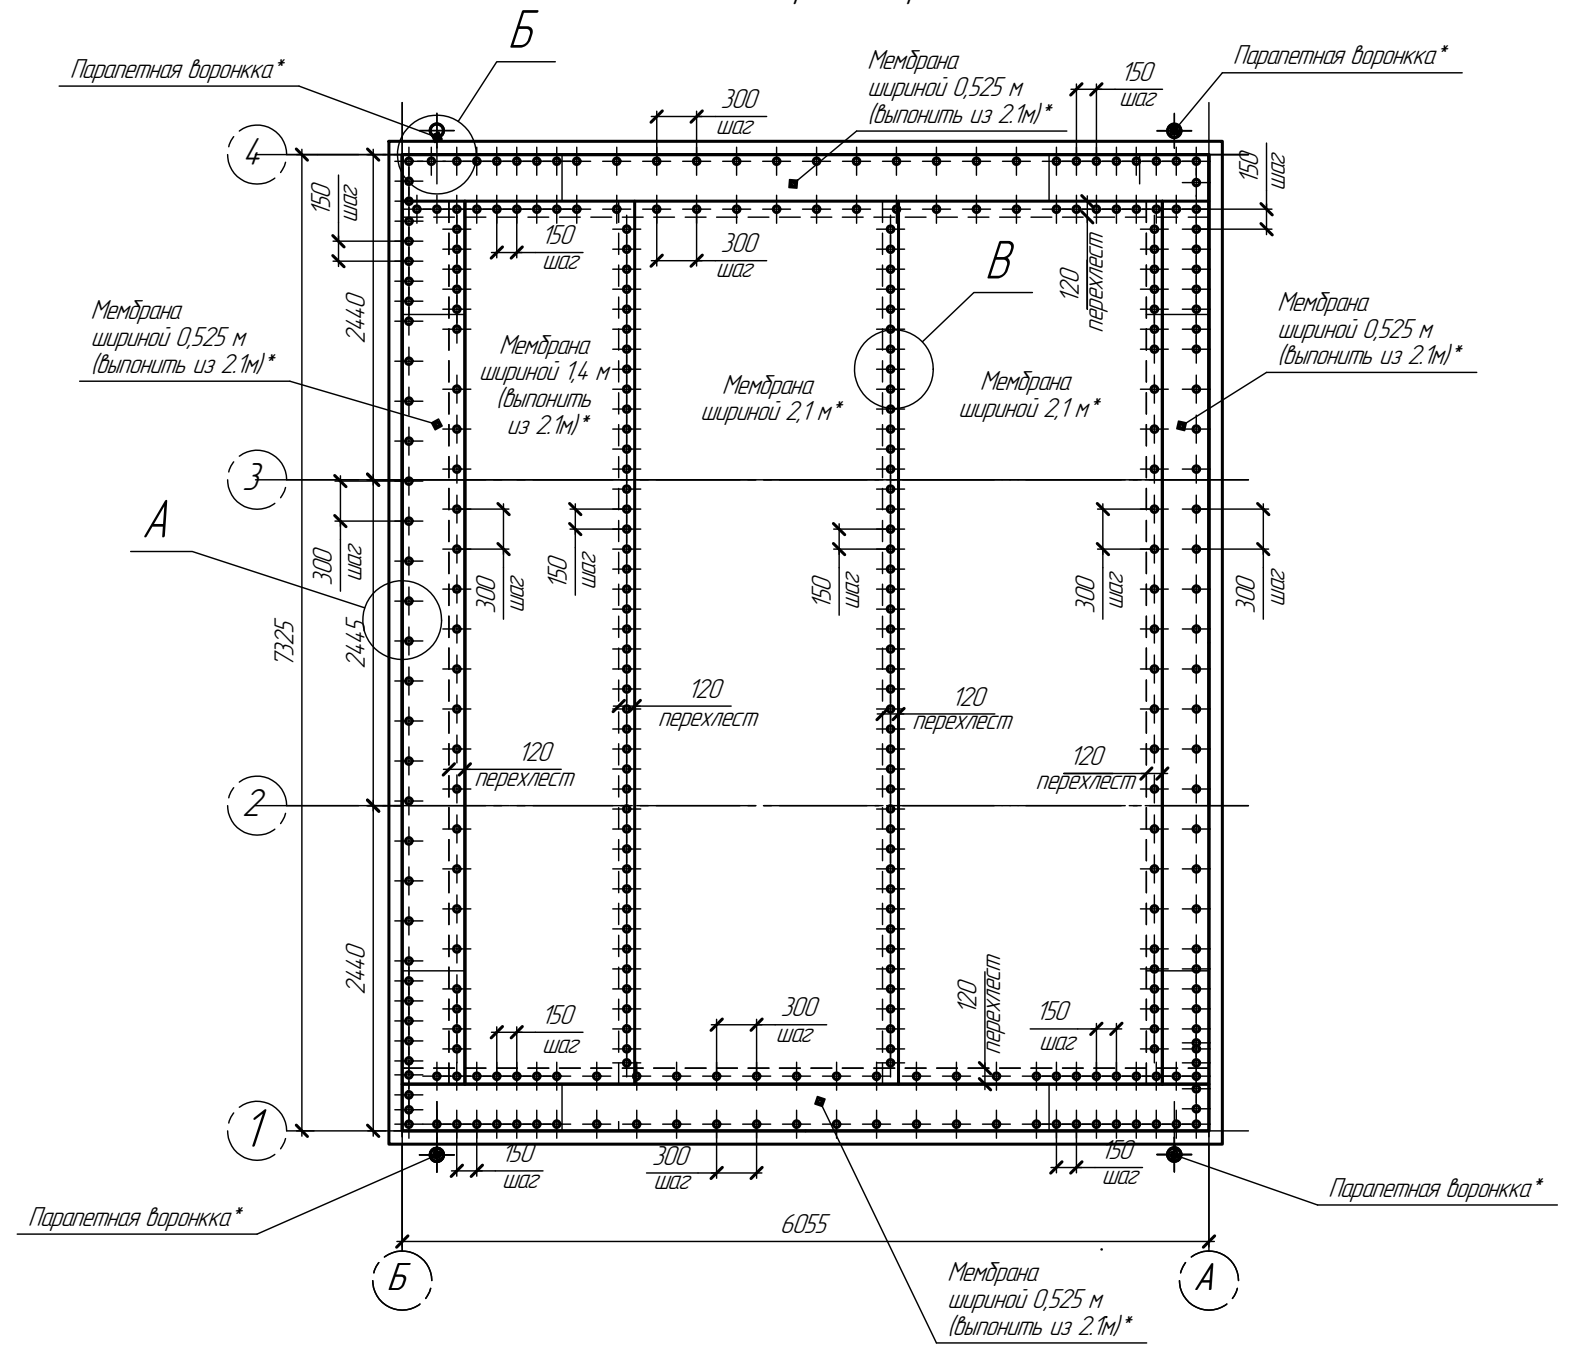 Б
Парапетная воронкка*
Мембрана
шириной 0,525 м
(выпонить из 2.1м)*
Парапетная воронкка*
300
шаг
150
шаг
4
150
шаг
150
шаг
150
шаг
300
шаг
В
120
перехлест
2440
Мембрана
шириной 0,525 м
(выпонить из 2.1м)*
Мембрана
шириной 1,4 м
(выпонить
из 2.1м)*
Мембрана
шириной 2,1 м*
Мембрана
шириной 2,1 м*
Мембрана
шириной 0,525 м
(выпонить из 2.1м)*
3
А
300
шаг
300
шаг
150
шаг
150
шаг
300
шаг
300
шаг
7325
2445
120
перехлест
120
перехлест
120
перехлест
120
перехлест
2
2440
150
шаг
300
шаг
120
перехлест
150
шаг
1
150
шаг
300
шаг
150
шаг
Парапетная воронкка*
Парапетная воронкка*
6055
Б
А
Мембрана
шириной 0,525 м
(выпонить из 2.1м)*